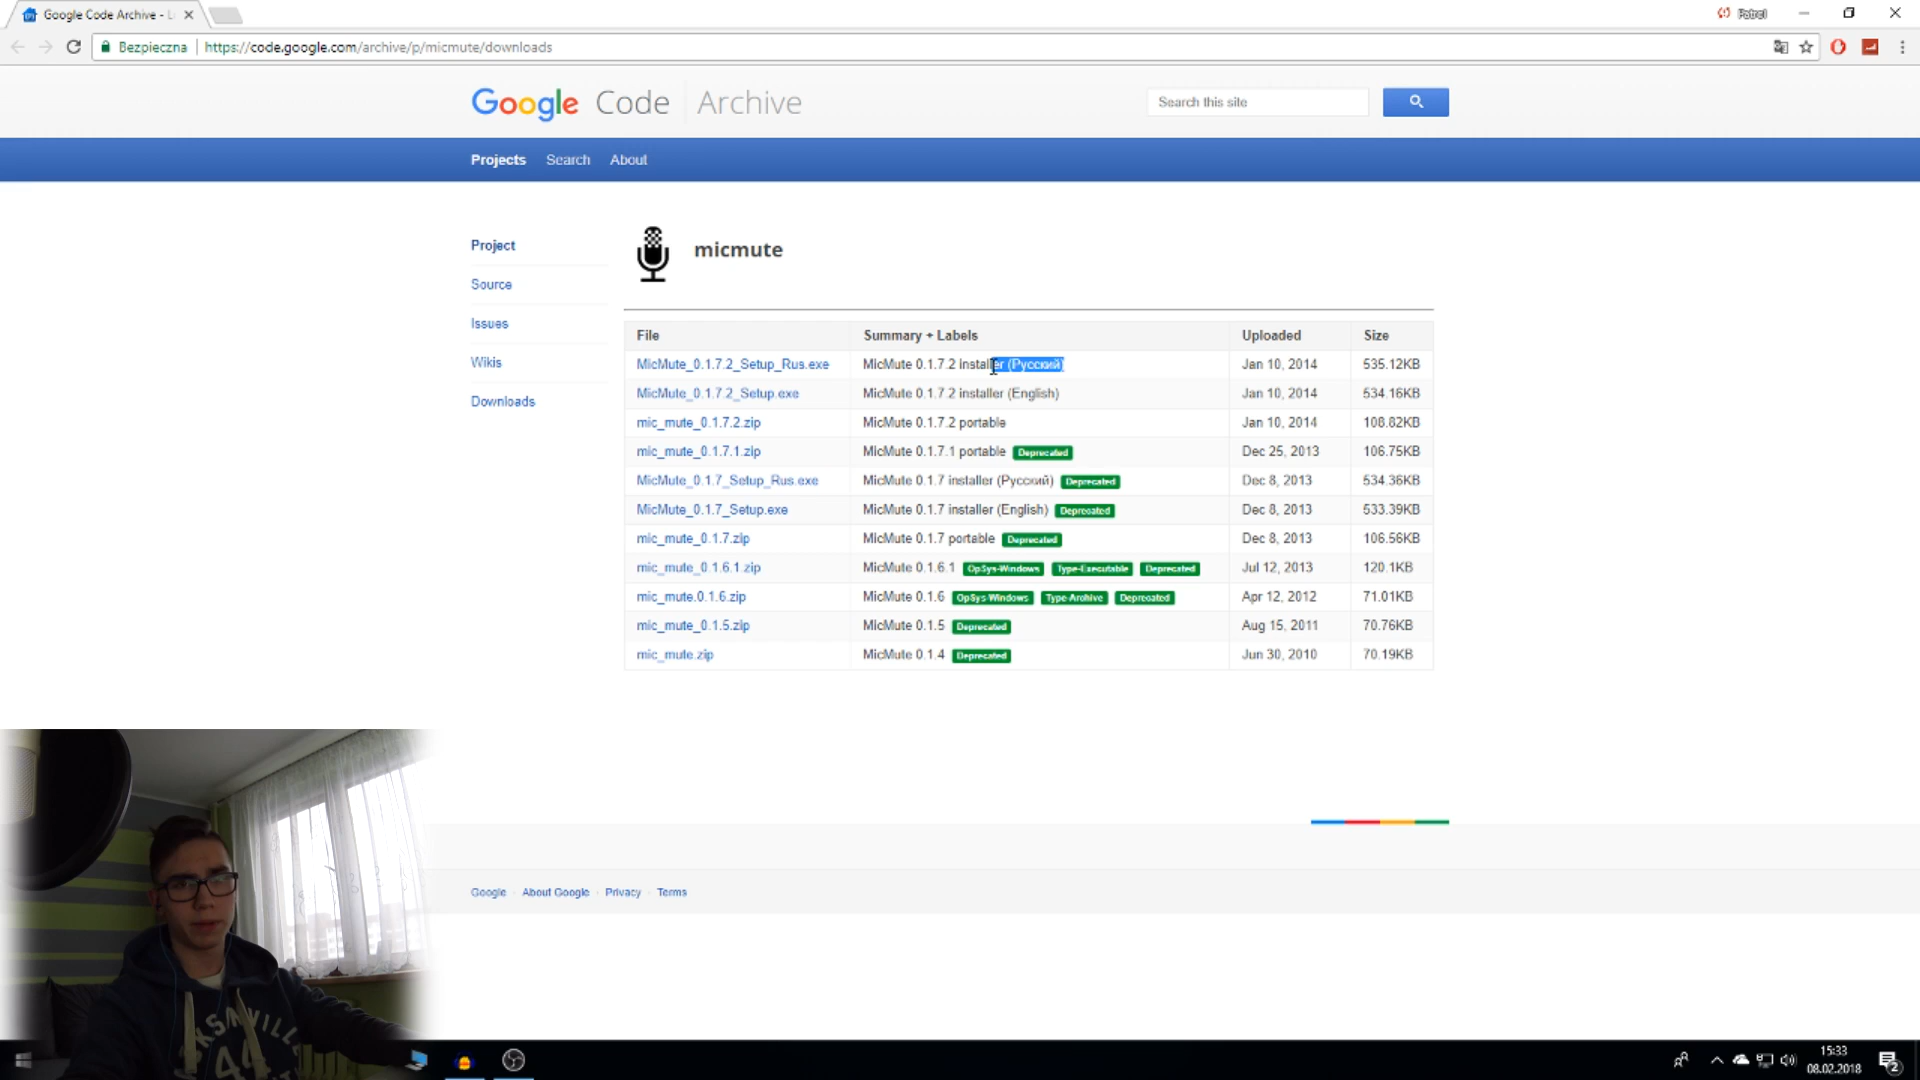 Google Code Archive - L
Patrol
Bezpieczna | https://code.google.com/archive/p/micmute/downloads
Google Code Archive
Search this site
Projects Search About
micmute
Project
Source
Issues
Wikis
Downloads
File Summary + Labels Uploaded Size
MicMute_0.1.7.2_Setup_Rus.exe MicMute 0.1.7.2 installer (Русский) Jan 10, 2014 535.12KB
MicMute_0.1.7.2_Setup.exe MicMute 0.1.7.2 installer (English) Jan 10, 2014 534.16KB
mic_mute_0.1.7.2.zip MicMute 0.1.7.2 portable Jan 10, 2014 108.82KB
mic_mute_0.1.7.1.zip MicMute 0.1.7.1 portable Deprecated Dec 25, 2013 106.75KB
MicMute_0.1.7_Setup_Rus.exe MicMute 0.1.7 installer (Русский) Deprecated Dec 8, 2013 534.36KB
MicMute_0.1.7_Setup.exe MicMute 0.1.7 installer (English) Deprecated Dec 8, 2013 533.39KB
mic_mute_0.1.7.zip MicMute 0.1.7 portable Deprecated Dec 8, 2013 106.56KB
mic_mute_0.1.6.1.zip MicMute 0.1.6.1 OpSys-Windows Type-Executable Deprecated Jul 12, 2013 120.1KB
mic_mute.0.1.6.zip MicMute 0.1.6 OpSys-Windows Type-Archive Deprecated Apr 12, 2012 71.01KB
mic_mute_0.1.5.zip MicMute 0.1.5 Deprecated Aug 15, 2011 70.76KB
mic_mute.zip MicMute 0.1.4 Deprecated Jun 30, 2010 70.19KB
Google · About Google · Privacy · Terms
KSNAVILLE
44
15:33
08.02.2018
2